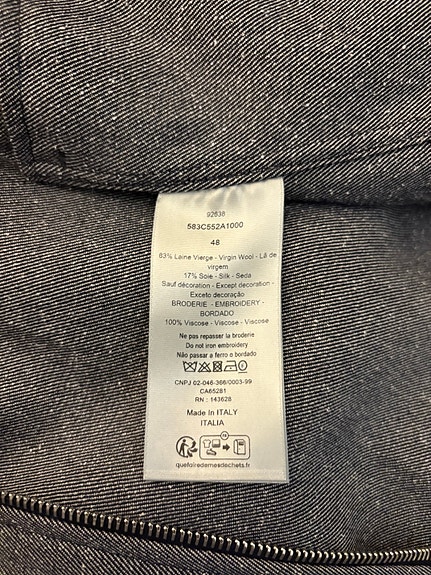 92638
583C552A1000
48
83% Laine Vierge - Virgin Wool - Lã de
virgem
17% Soie - Silk - Seda
Sauf décoration - Except decoration -
Exceto decoração
BRODERIE - EMBROIDERY -
BORDADO
100% Viscose - Viscose - Viscose
Ne pas repasser la broderie
Do not iron embroidery
Não passar a ferro o bordado
CNPJ 02-046-366/0003-99
CA65281
RN : 143628
Made in ITALY
ITALIA
quefairedemesdechets.fr